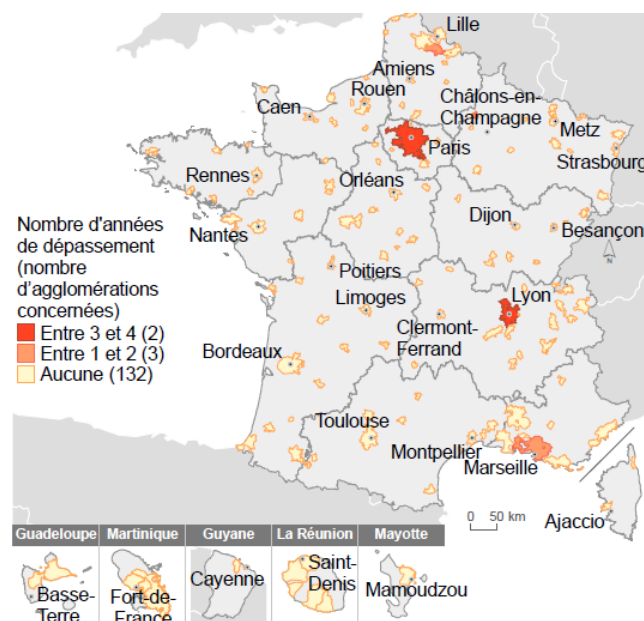 Lille
Amiens
Rouen
Caen
Châlons-en-
Champagne
Metz
Paris
Strasbourg
Rennes
Orléans
Nombre d'années
de dépassement
(nombre
d'agglomérations
concernées)
Entre 3 et 4 (2)
Entre 1 et 2 (3)
Aucune (132)
Nantes
Dijon
Besançon
N
Poitiers
Limoges
Lyon
Clermont-
Ferrand
Bordeaux
Toulouse
Montpellier
Marseille
0 50 km
Ajaccio
Guadeloupe
Martinique
Guyane
La Réunion
Mayotte
Basse-
Terre
Fort-de-
France
Cayenne
Saint-
Denis
Mamoudzou